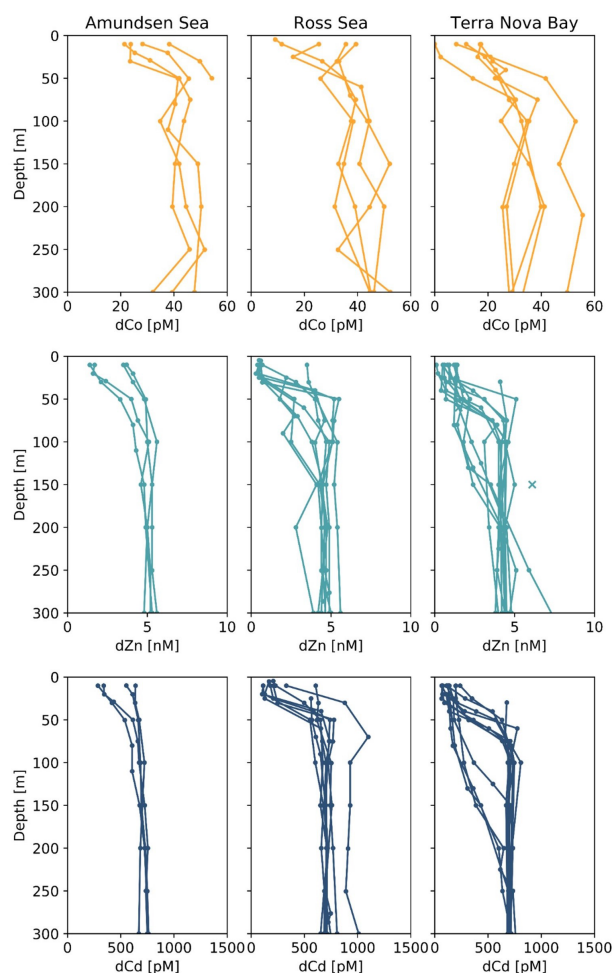 Amundsen Sea Ross Sea Terra Nova Bay
0
50
100
150
200
250
300
Depth [m]
0 20 40 60 0 20 40 60 0 20 40 60
dCo [pM] dCo [pM] dCo [pM]
0
50
100
150
200
250
300
Depth [m]
0 5 10 0 5 10 0 5 10
dZn [nM] dZn [nM] dZn [nM]
0
50
100
150
200
250
300
Depth [m]
0 500 1000 1500 0 500 1000 1500 0 500 1000 1500
dCd [pM] dCd [pM] dCd [pM]